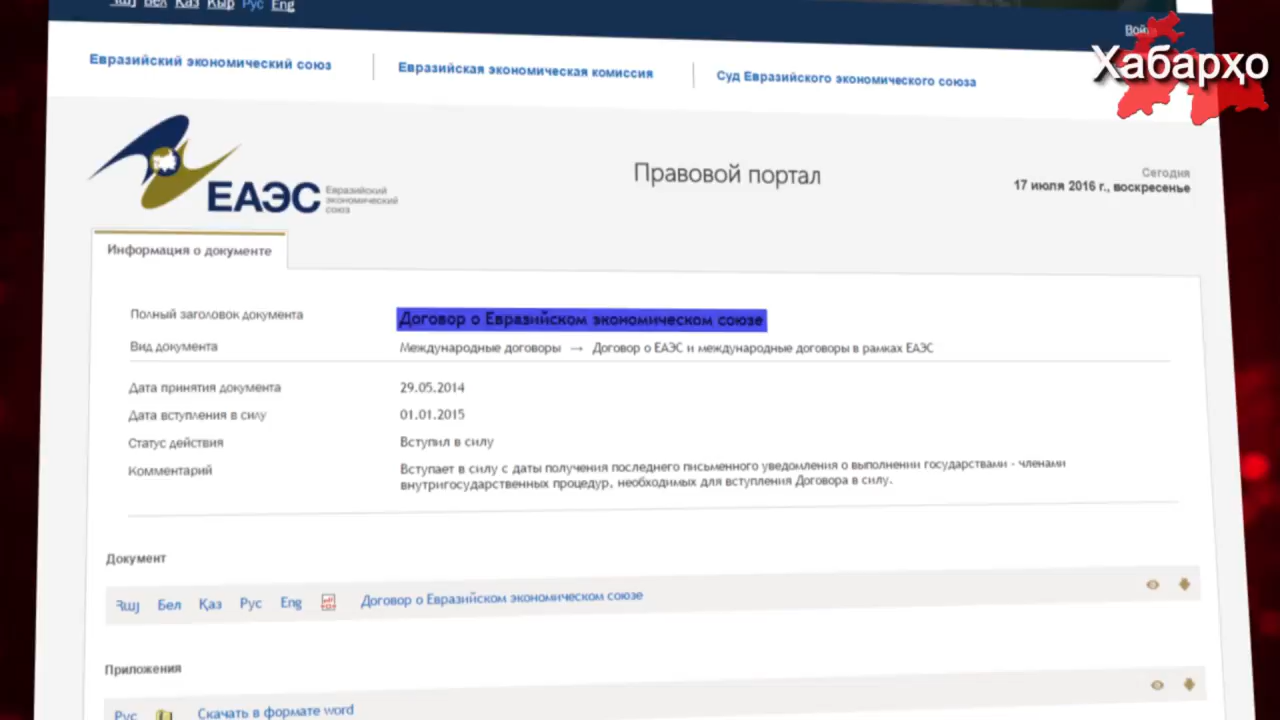 Հայ Бел Қаз Кыр Рус Eng
Войти
Хабарҳо
Евразийский экономический союз
Евразийская экономическая комиссия
Суд Евразийского экономического союза
ЕАЭС
Евразийский
экономический
союз
Правовой портал
Сегодня
17 июля 2016 г., воскресенье
Информация о документе
Полный заголовок документа
Договор о Евразийском экономическом союзе
Вид документа
Международные договоры → Договор о ЕАЭС и международные договоры в рамках ЕАЭС
Дата принятия документа
29.05.2014
Дата вступления в силу
01.01.2015
Статус действия
Вступил в силу
Комментарий
Вступает в силу с даты получения последнего письменного уведомления о выполнении государствами - членами
внутригосударственных процедур, необходимых для вступления Договора в силу.
Документ
Հայ Бел Қаз Рус Eng Договор о Евразийском экономическом союзе
Приложения
Рус Скачать в формате word